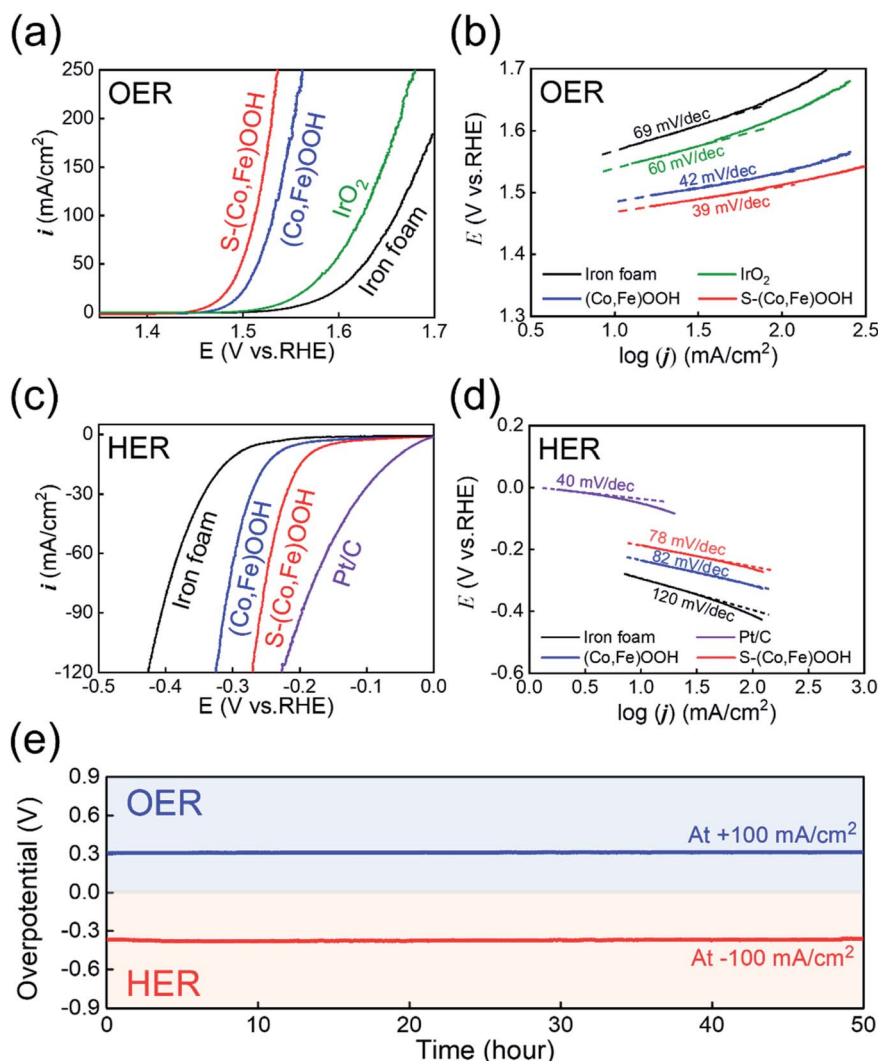 (a)
OER
250
200
150
100
50
0
i (mA/cm²)
S-(Co,Fe)OOH
(Co,Fe)OOH
IrO₂
Iron foam
1.4
1.5
1.6
1.7
E (V vs.RHE)
(b)
OER
1.7
1.6
1.5
1.4
1.3
E (V vs.RHE)
69 mV/dec
60 mV/dec
42 mV/dec
39 mV/dec
Iron foam
IrO₂
(Co,Fe)OOH
S-(Co,Fe)OOH
0.5
1.0
1.5
2.0
2.5
log (j) (mA/cm²)
(c)
HER
0
-30
-60
-90
-120
i (mA/cm²)
Iron foam
(Co,Fe)OOH
S-(Co,Fe)OOH
Pt/C
-0.5
-0.4
-0.3
-0.2
-0.1
0.0
E (V vs.RHE)
(d)
HER
0.2
0.0
-0.2
-0.4
-0.6
E (V vs.RHE)
40 mV/dec
78 mV/dec
82 mV/dec
120 mV/dec
Iron foam
Pt/C
(Co,Fe)OOH
S-(Co,Fe)OOH
0.0
0.5
1.0
1.5
2.0
2.5
3.0
log (j) (mA/cm²)
(e)
0.9
0.6
0.3
0.0
-0.3
-0.6
-0.9
Overpotential (V)
OER
At +100 mA/cm²
At -100 mA/cm²
HER
0
10
20
30
40
50
Time (hour)